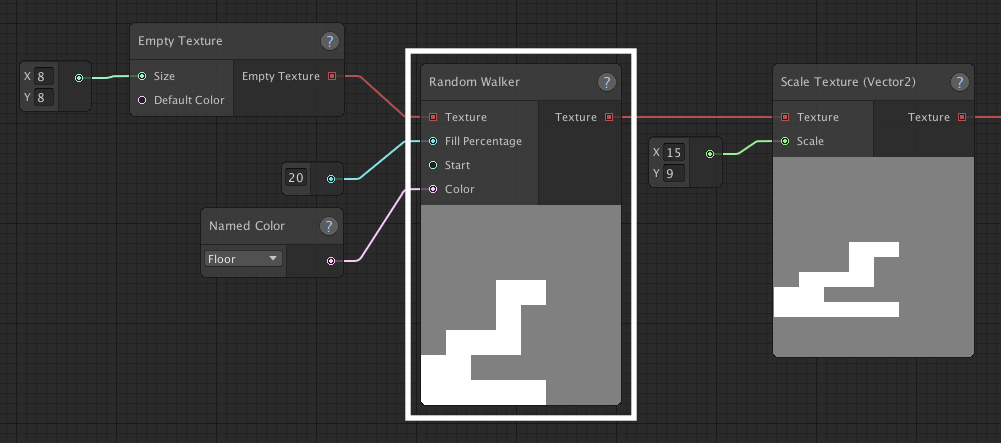 Empty Texture
?
X 8
Y 8
Size
Empty Texture
Default Color
20
Named Color
?
Floor
Random Walker
?
Texture
Texture
Fill Percentage
Start
Color
X 15
Y 9
Scale Texture (Vector2)
?
Texture
Texture
Scale